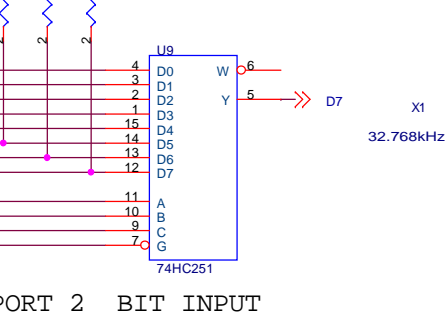 2 2 2
U9
4 D0 W 6
3 D1
2 D2 Y 5 D7 X1
1 D3
15 D4 32.768kHz
14 D5
13 D6
12 D7
11 A
10 B
9 C
7 G
74HC251
PORT 2 BIT INPUT